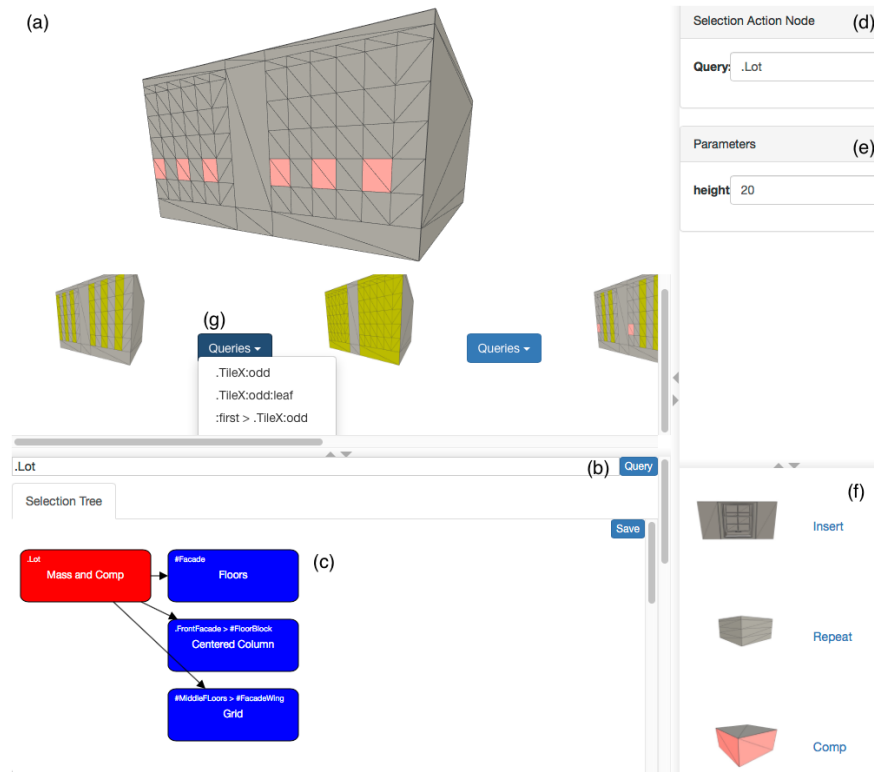 (a)
(g)
Queries
Queries
.TileX:odd
.TileX:odd:leaf
:first > .TileX:odd
.Lot
(b)
Query
Selection Tree
Save
.Lot
Mass and Comp
#Facade
Floors
(c)
.FrontFacade > #FloorBlock
Centered Column
#MiddleFLoors > #FacadeWing
Grid
Selection Action Node
(d)
Query:
.Lot
Parameters
(e)
height
20
(f)
Insert
Repeat
Comp